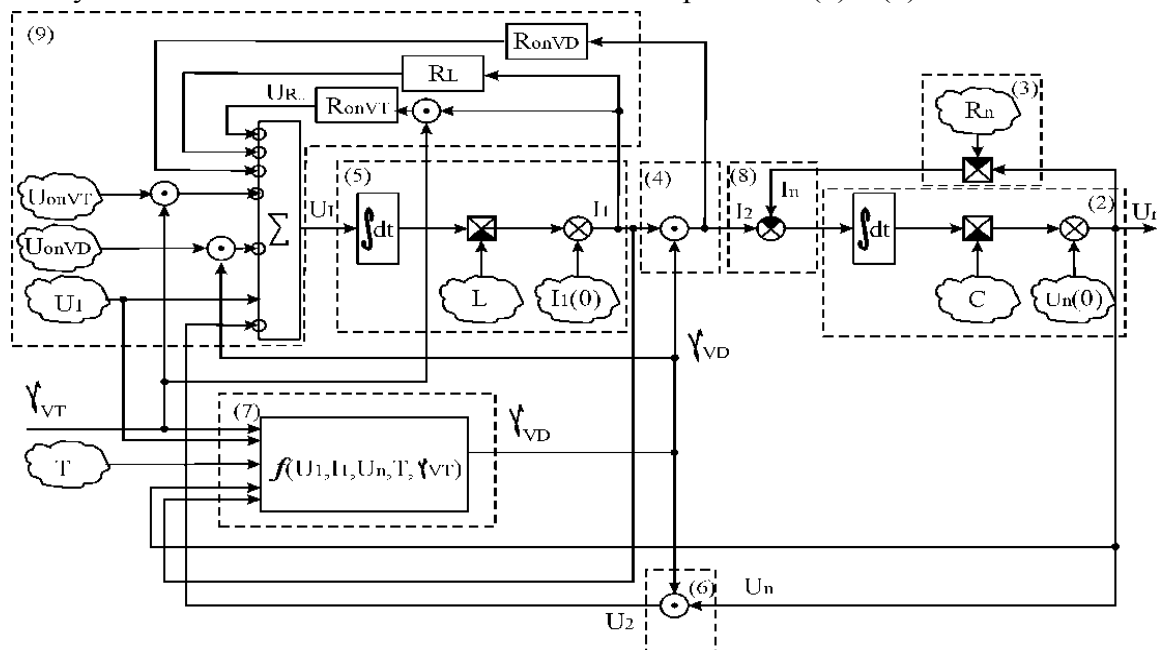 (9)
RonVD
RL
UR..
RonVT
(3)
Rn
UonVT
UonVD
U1
Σ
UL
(5)
∫dt
L
I1(0)
I1
(4)
(8)
I2
In
∫dt
C
Un(0)
(2)
γVD
γVT
T
(7)
f(U1,I1,Un,T,γVT)
γVD
(6)
Un
U2